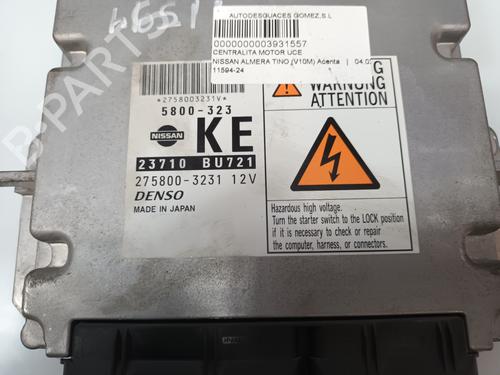 AUTODESGUACES GOMEZ,S.L
0000000003931557
CENTRALITA MOTOR UCE
NISSAN ALMERA TINO (V10M) Acenta | 04.0
11594-24
WARNUNG
ATTENTION
*2758003231V*
5800-323
NISSAN
KE
23710 BU721
275800-3231 12V
DENSO
MADE IN JAPAN
Hazardous high voltage.
Turn the starter switch to the LOCK position
if it is necessary to check or repair
the computer, harness, or connectors.
B-PARTS